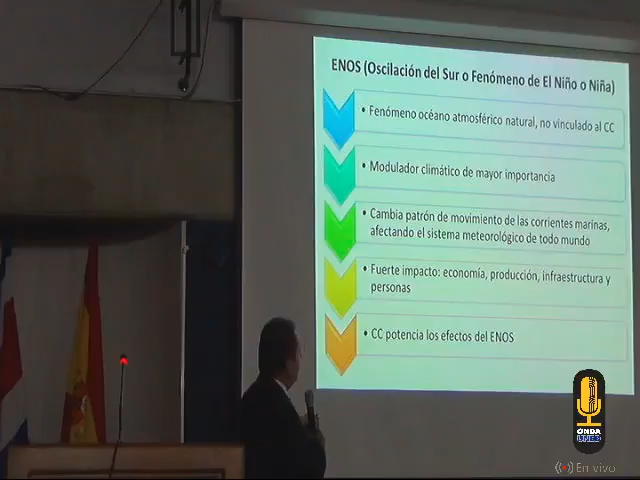 ENOS (Oscilación del Sur o Fenómeno de El Niño o Niña)
• Fenómeno océano atmosférico natural, no vinculado al CC
• Modulador climático de mayor importancia
• Cambia patrón de movimiento de las corrientes marinas,
afectando el sistema meteorológico de todo mundo
• Fuerte impacto: economía, producción, infraestructura y
personas
• CC potencia los efectos del ENOS
ONDA
UNED
En vivo